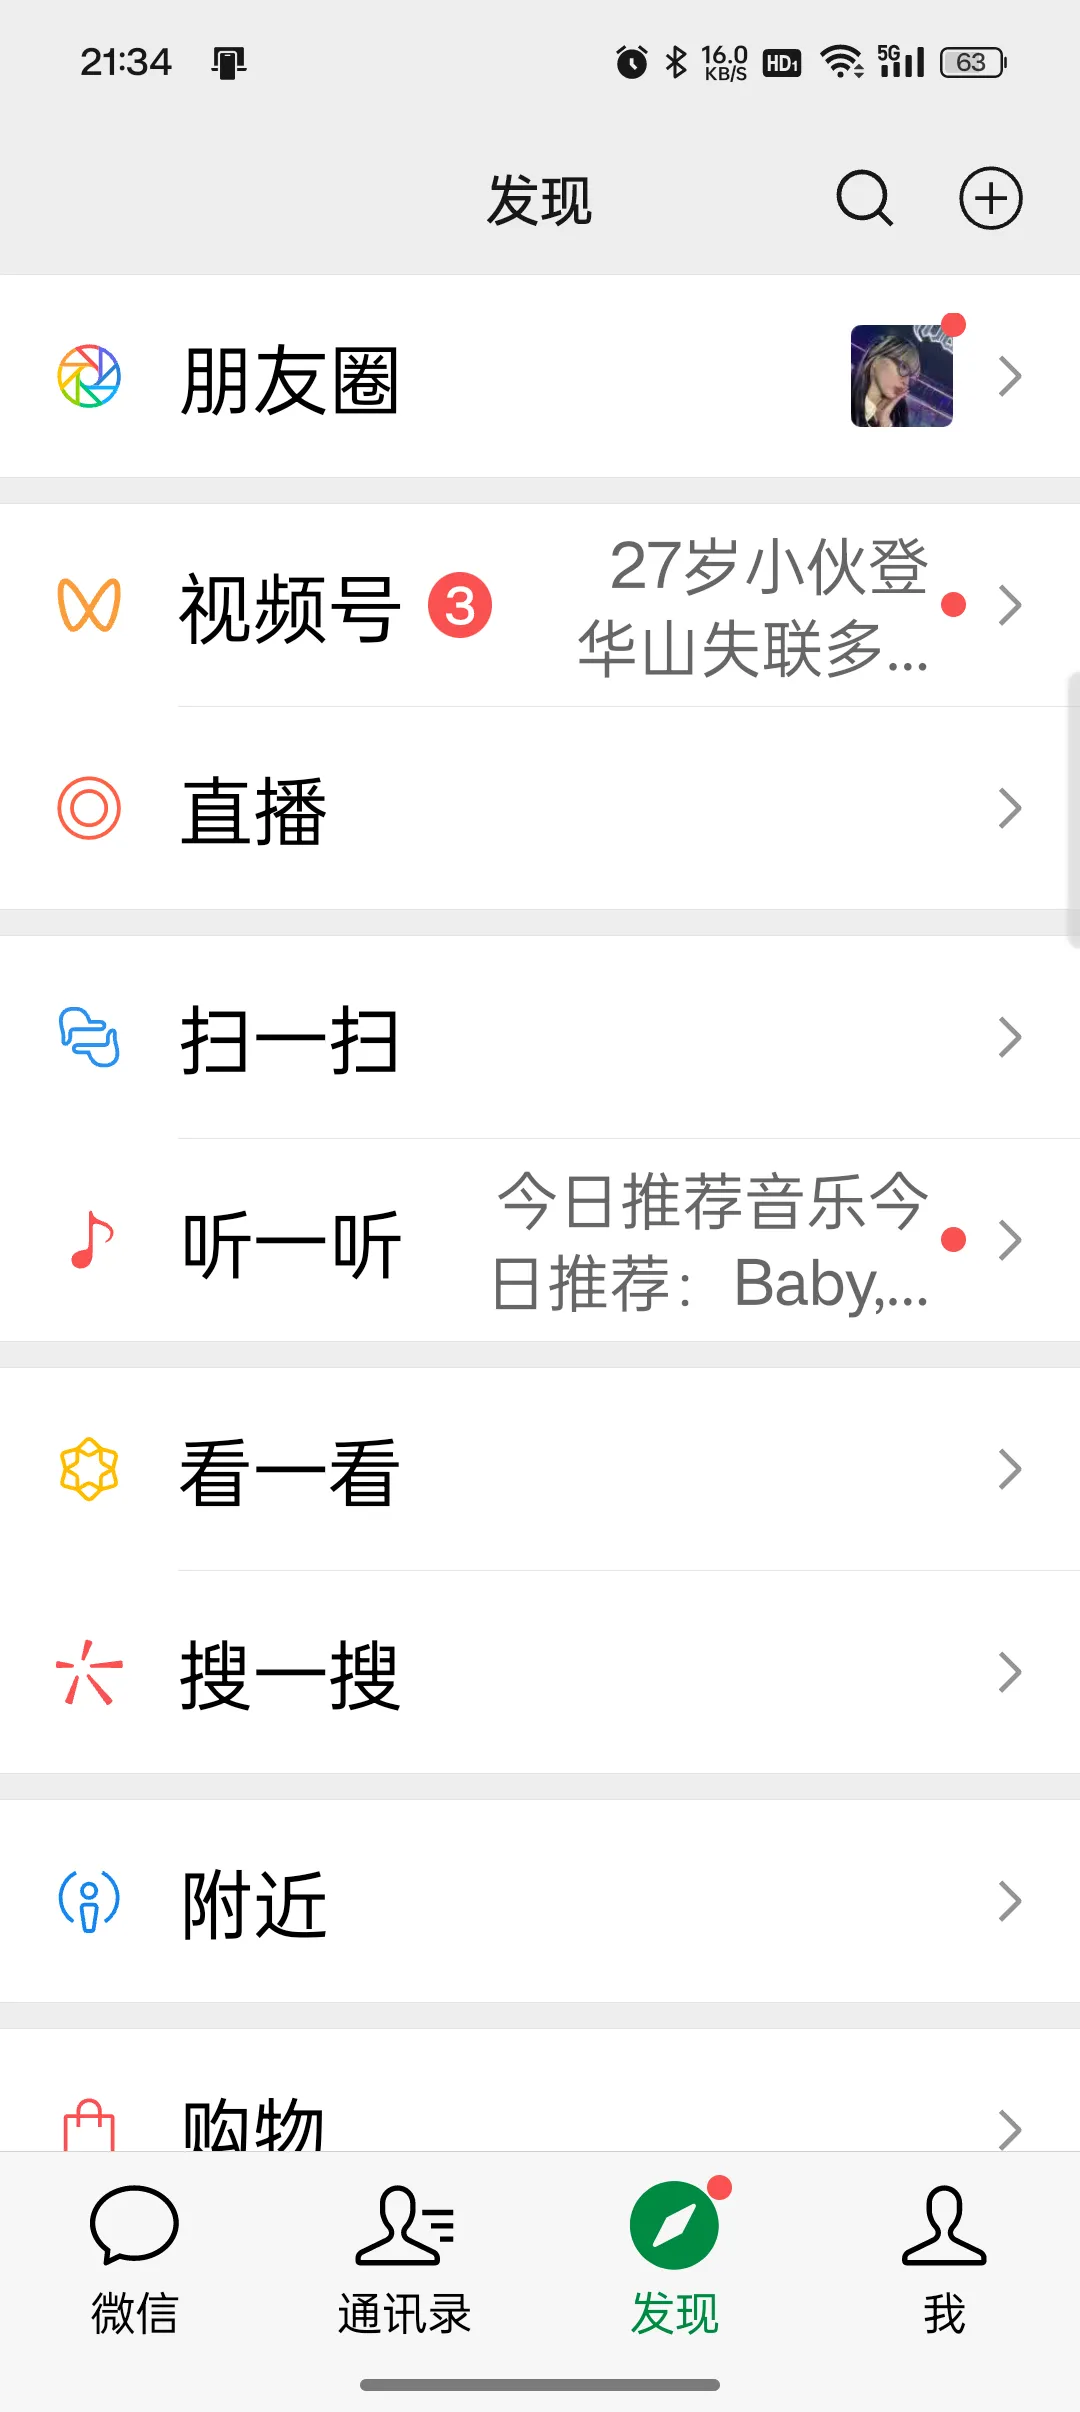 21:34
16.0 KB/S HD1 5G 63
发现
朋友圈
视频号 3
27岁小伙登
华山失联多...
直播
扫一扫
听一听
今日推荐音乐今
日推荐：Baby,...
看一看
搜一搜
附近
购物
微信 通讯录 发现 我